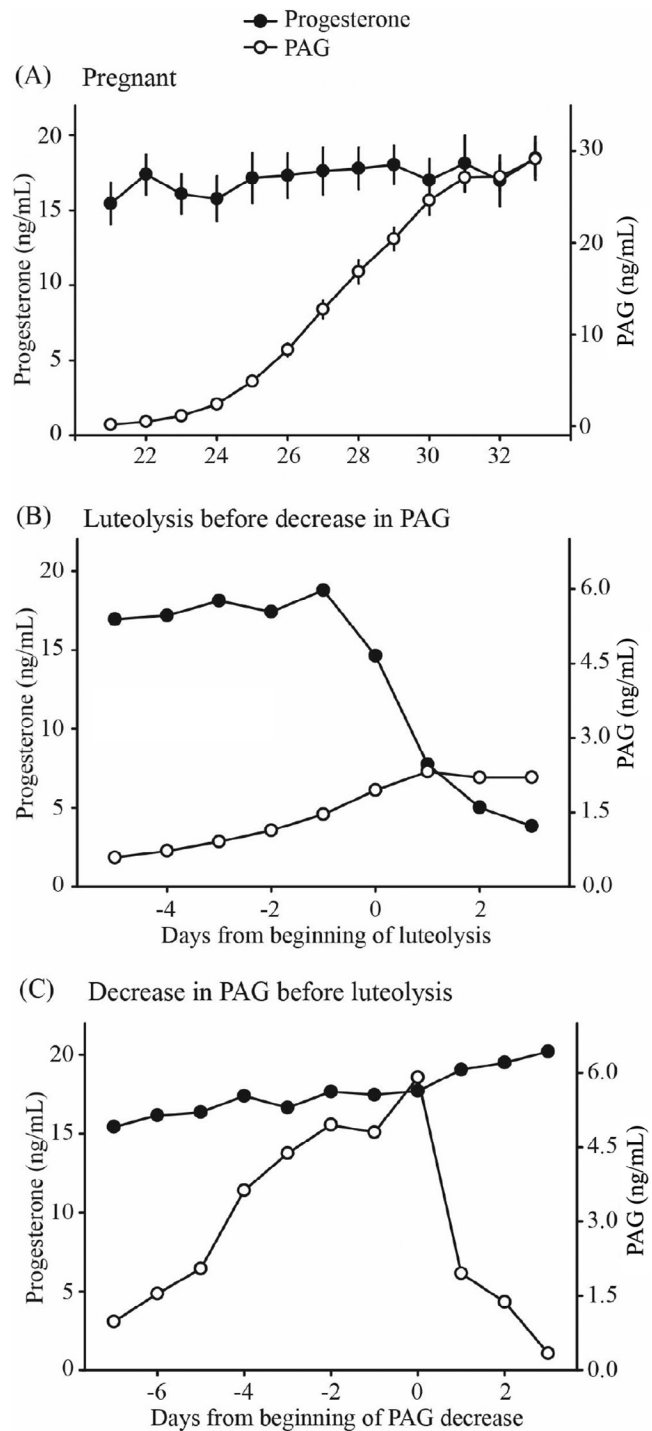 Progesterone
PAG
(A) Pregnant
20
15
10
5
0
Progesterone (ng/mL)
30
20
10
0
PAG (ng/mL)
22 24 26 28 30 32
(B) Luteolysis before decrease in PAG
20
15
10
5
0
Progesterone (ng/mL)
6.0
4.5
3.0
1.5
0.0
PAG (ng/mL)
-4 -2 0 2
Days from beginning of luteolysis
(C) Decrease in PAG before luteolysis
20
15
10
5
0
Progesterone (ng/mL)
6.0
4.5
3.0
1.5
0.0
PAG (ng/mL)
-6 -4 -2 0 2
Days from beginning of PAG decrease